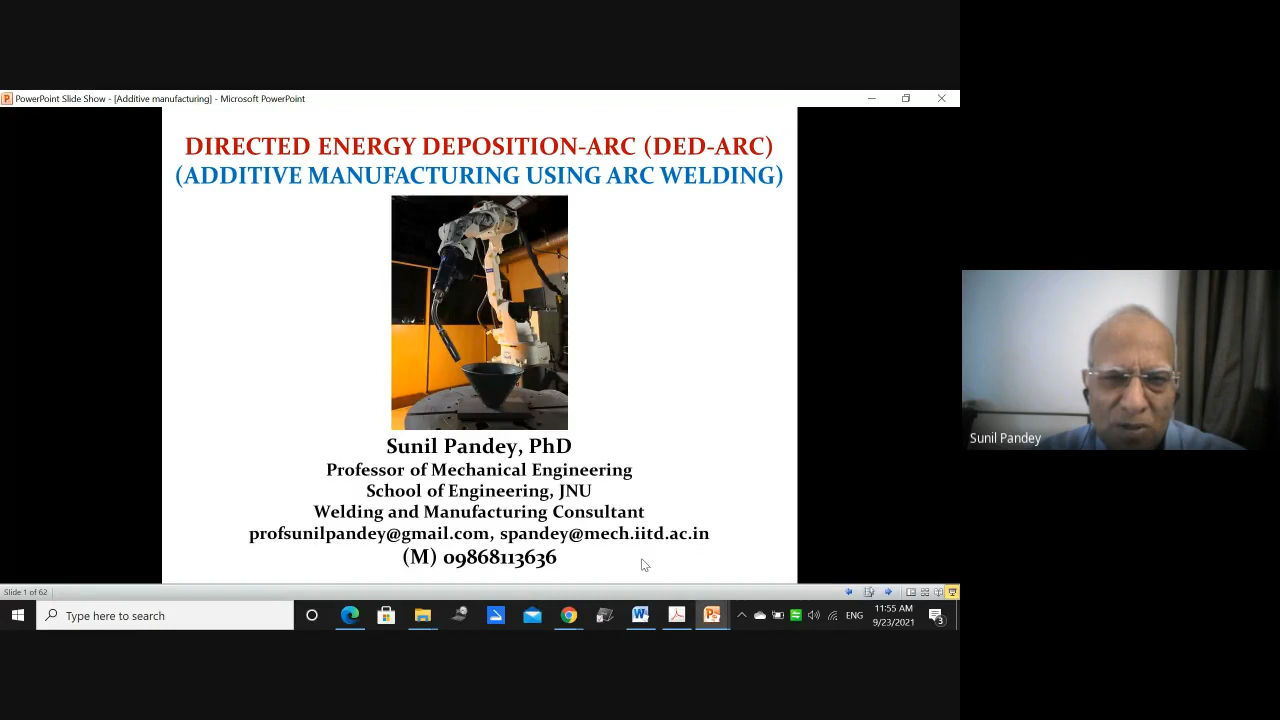 PowerPoint Slide Show - [Additive manufacturing] - Microsoft PowerPoint
DIRECTED ENERGY DEPOSITION-ARC (DED-ARC)
(ADDITIVE MANUFACTURING USING ARC WELDING)
Sunil Pandey, PhD
Professor of Mechanical Engineering
School of Engineering, JNU
Welding and Manufacturing Consultant
profsunilpandey@gmail.com, spandey@mech.iitd.ac.in
(M) 09868113636
Sunil Pandey
Slide 1 of 62
Type here to search
ENG
11:55 AM
9/23/2021
3